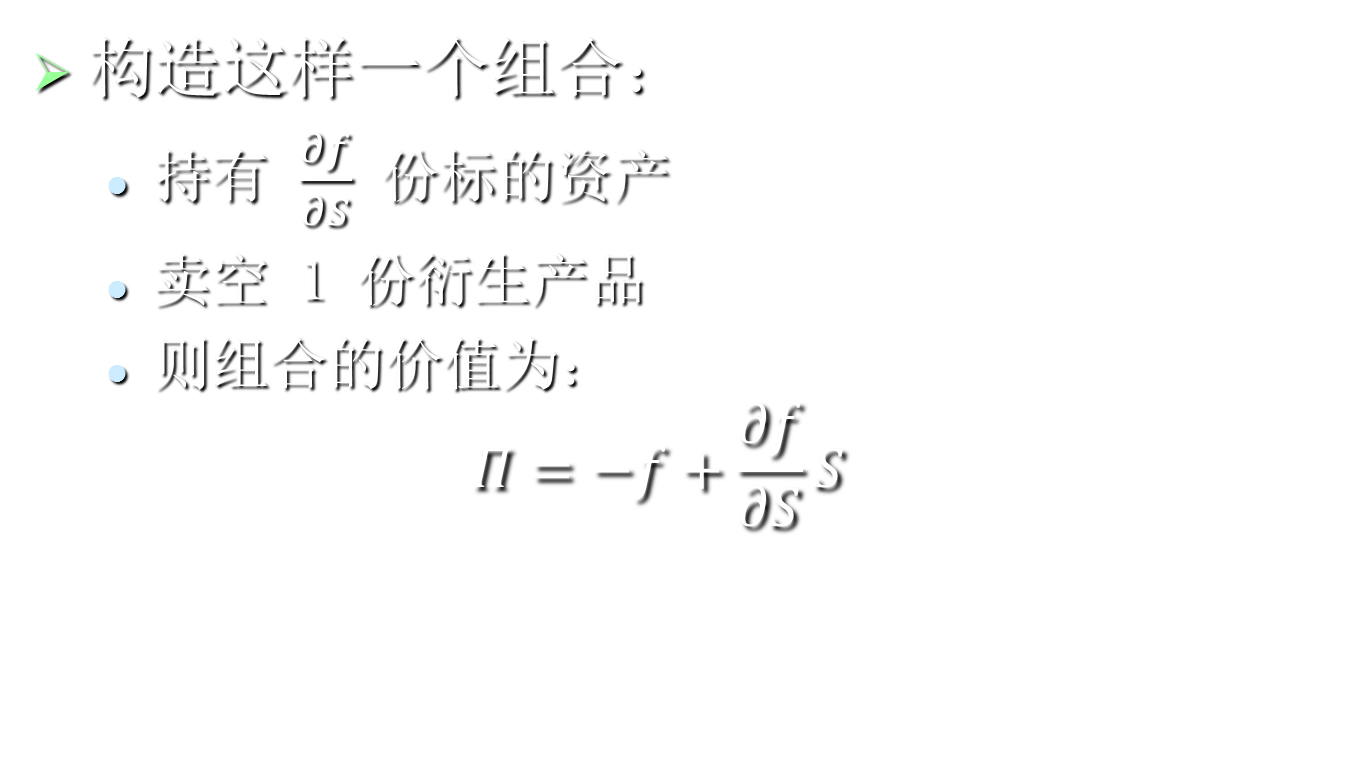 构造这样一个组合：
持有 ∂f/∂S 份标的资产
卖空 1 份衍生产品
则组合的价值为：
Π = −f + ∂f/∂S S